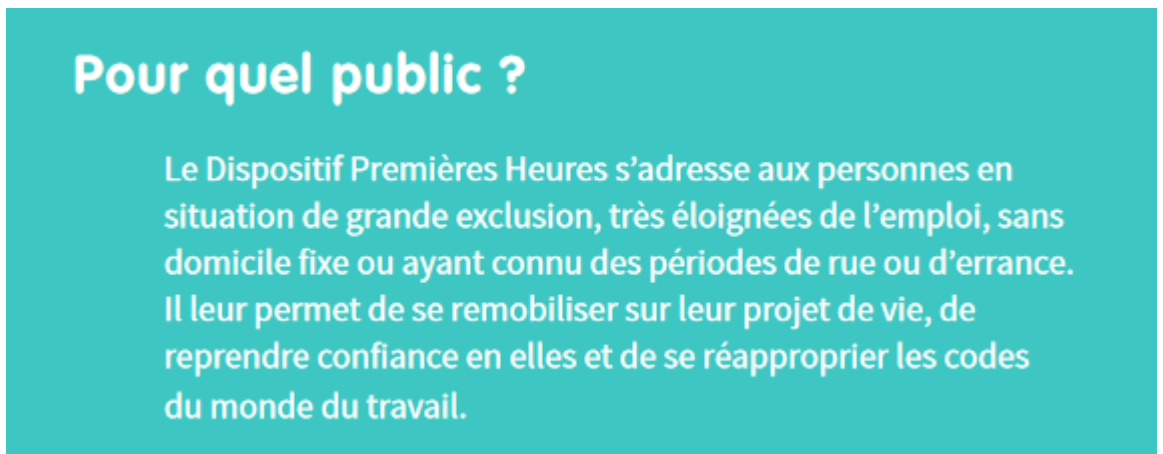 Pour quel public ?
Le Dispositif Premières Heures s’adresse aux personnes en
situation de grande exclusion, très éloignées de l’emploi, sans
domicile fixe ou ayant connu des périodes de rue ou d’errance.
Il leur permet de se remobiliser sur leur projet de vie, de
reprendre confiance en elles et de se réapproprier les codes
du monde du travail.